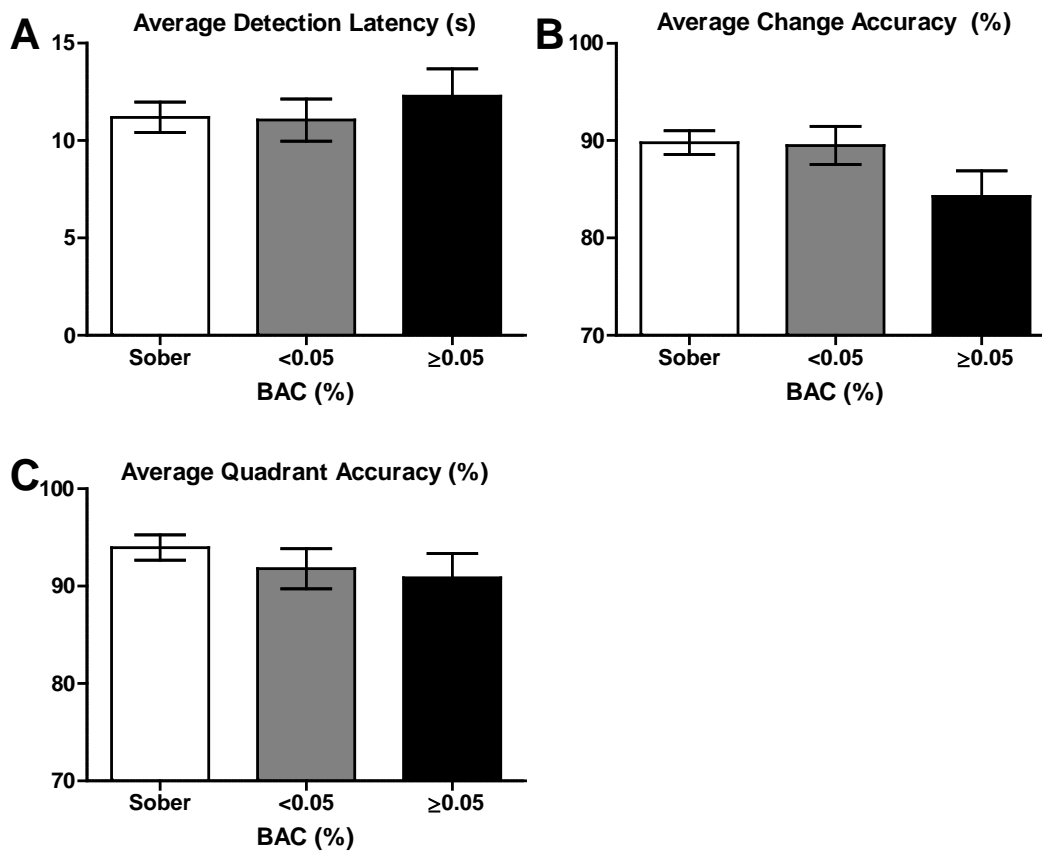 A
Average Detection Latency (s)
15
10
5
0
Sober
<0.05
≥0.05
BAC (%)
B
Average Change Accuracy (%)
100
90
80
70
Sober
<0.05
≥0.05
BAC (%)
C
Average Quadrant Accuracy (%)
100
90
80
70
Sober
<0.05
≥0.05
BAC (%)